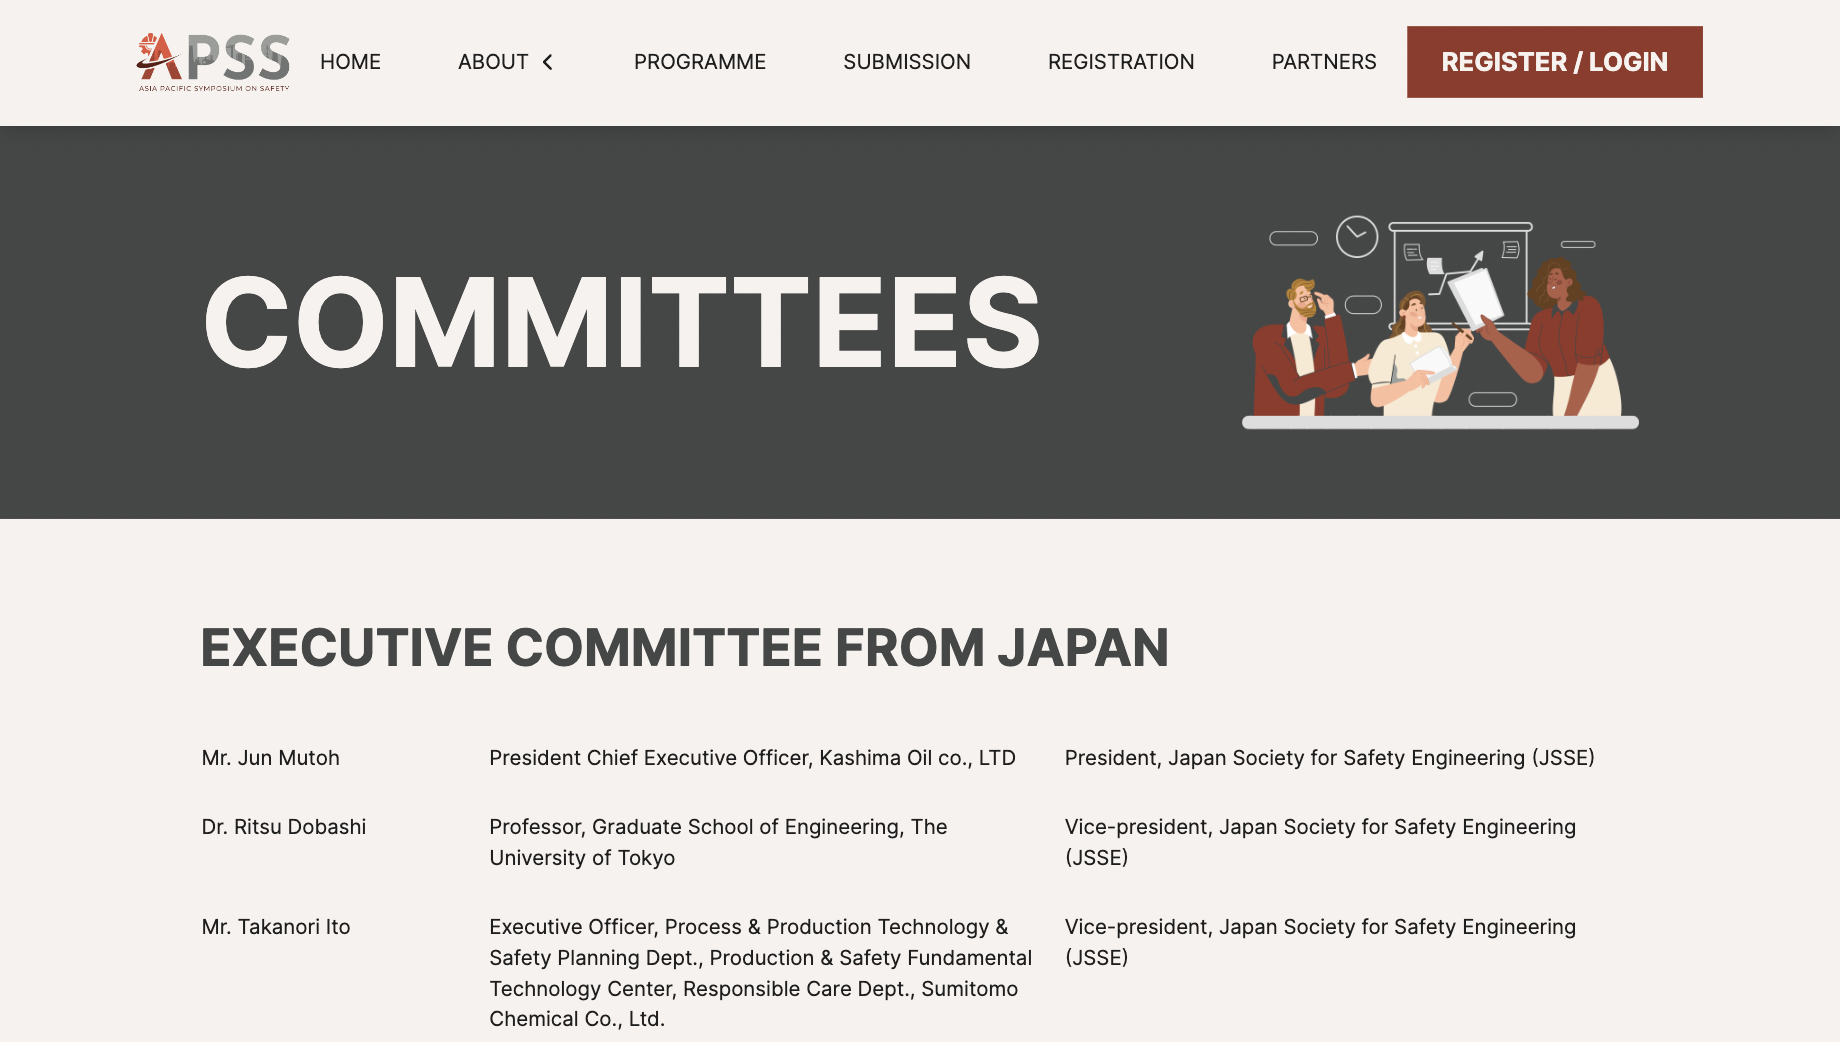 APSS
ASIA PACIFIC SYMPOSIUM ON SAFETY
HOME
ABOUT
PROGRAMME
SUBMISSION
REGISTRATION
PARTNERS
REGISTER / LOGIN
COMMITTEES
EXECUTIVE COMMITTEE FROM JAPAN
Mr. Jun Mutoh
President Chief Executive Officer, Kashima Oil co., LTD
President, Japan Society for Safety Engineering (JSSE)
Dr. Ritsu Dobashi
Professor, Graduate School of Engineering, The
University of Tokyo
Vice-president, Japan Society for Safety Engineering
(JSSE)
Mr. Takanori Ito
Executive Officer, Process & Production Technology &
Safety Planning Dept., Production & Safety Fundamental
Technology Center, Responsible Care Dept., Sumitomo
Chemical Co., Ltd.
Vice-president, Japan Society for Safety Engineering
(JSSE)